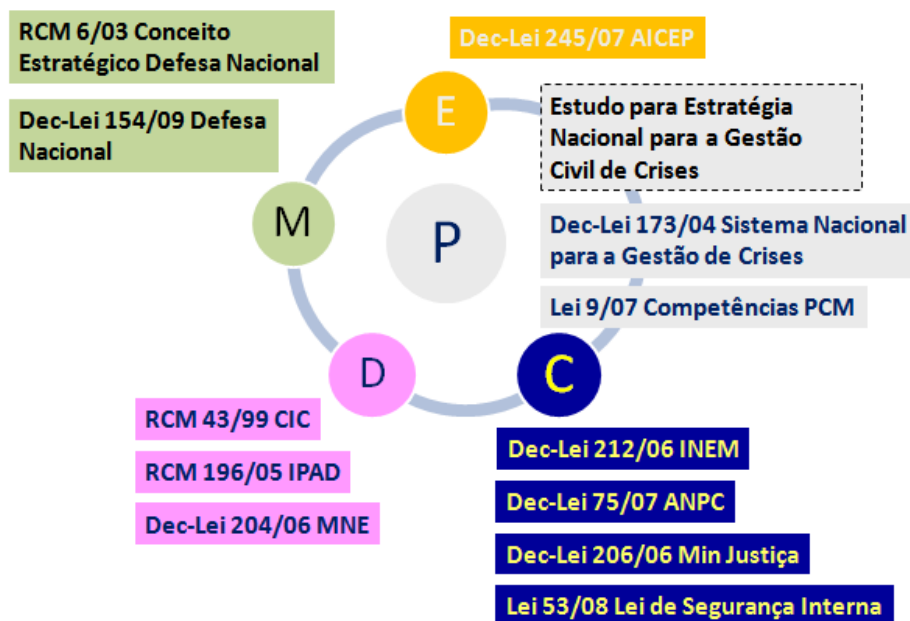 RCM 6/03 Conceito
Estratégico Defesa Nacional
Dec-Lei 154/09 Defesa
Nacional
Dec-Lei 245/07 AICEP
E
Estudo para Estratégia
Nacional para a Gestão
Civil de Crises
M
P
Dec-Lei 173/04 Sistema Nacional
para a Gestão de Crises
Lei 9/07 Competências PCM
D
C
RCM 43/99 CIC
RCM 196/05 IPAD
Dec-Lei 204/06 MNE
Dec-Lei 212/06 INEM
Dec-Lei 75/07 ANPC
Dec-Lei 206/06 Min Justiça
Lei 53/08 Lei de Segurança Interna